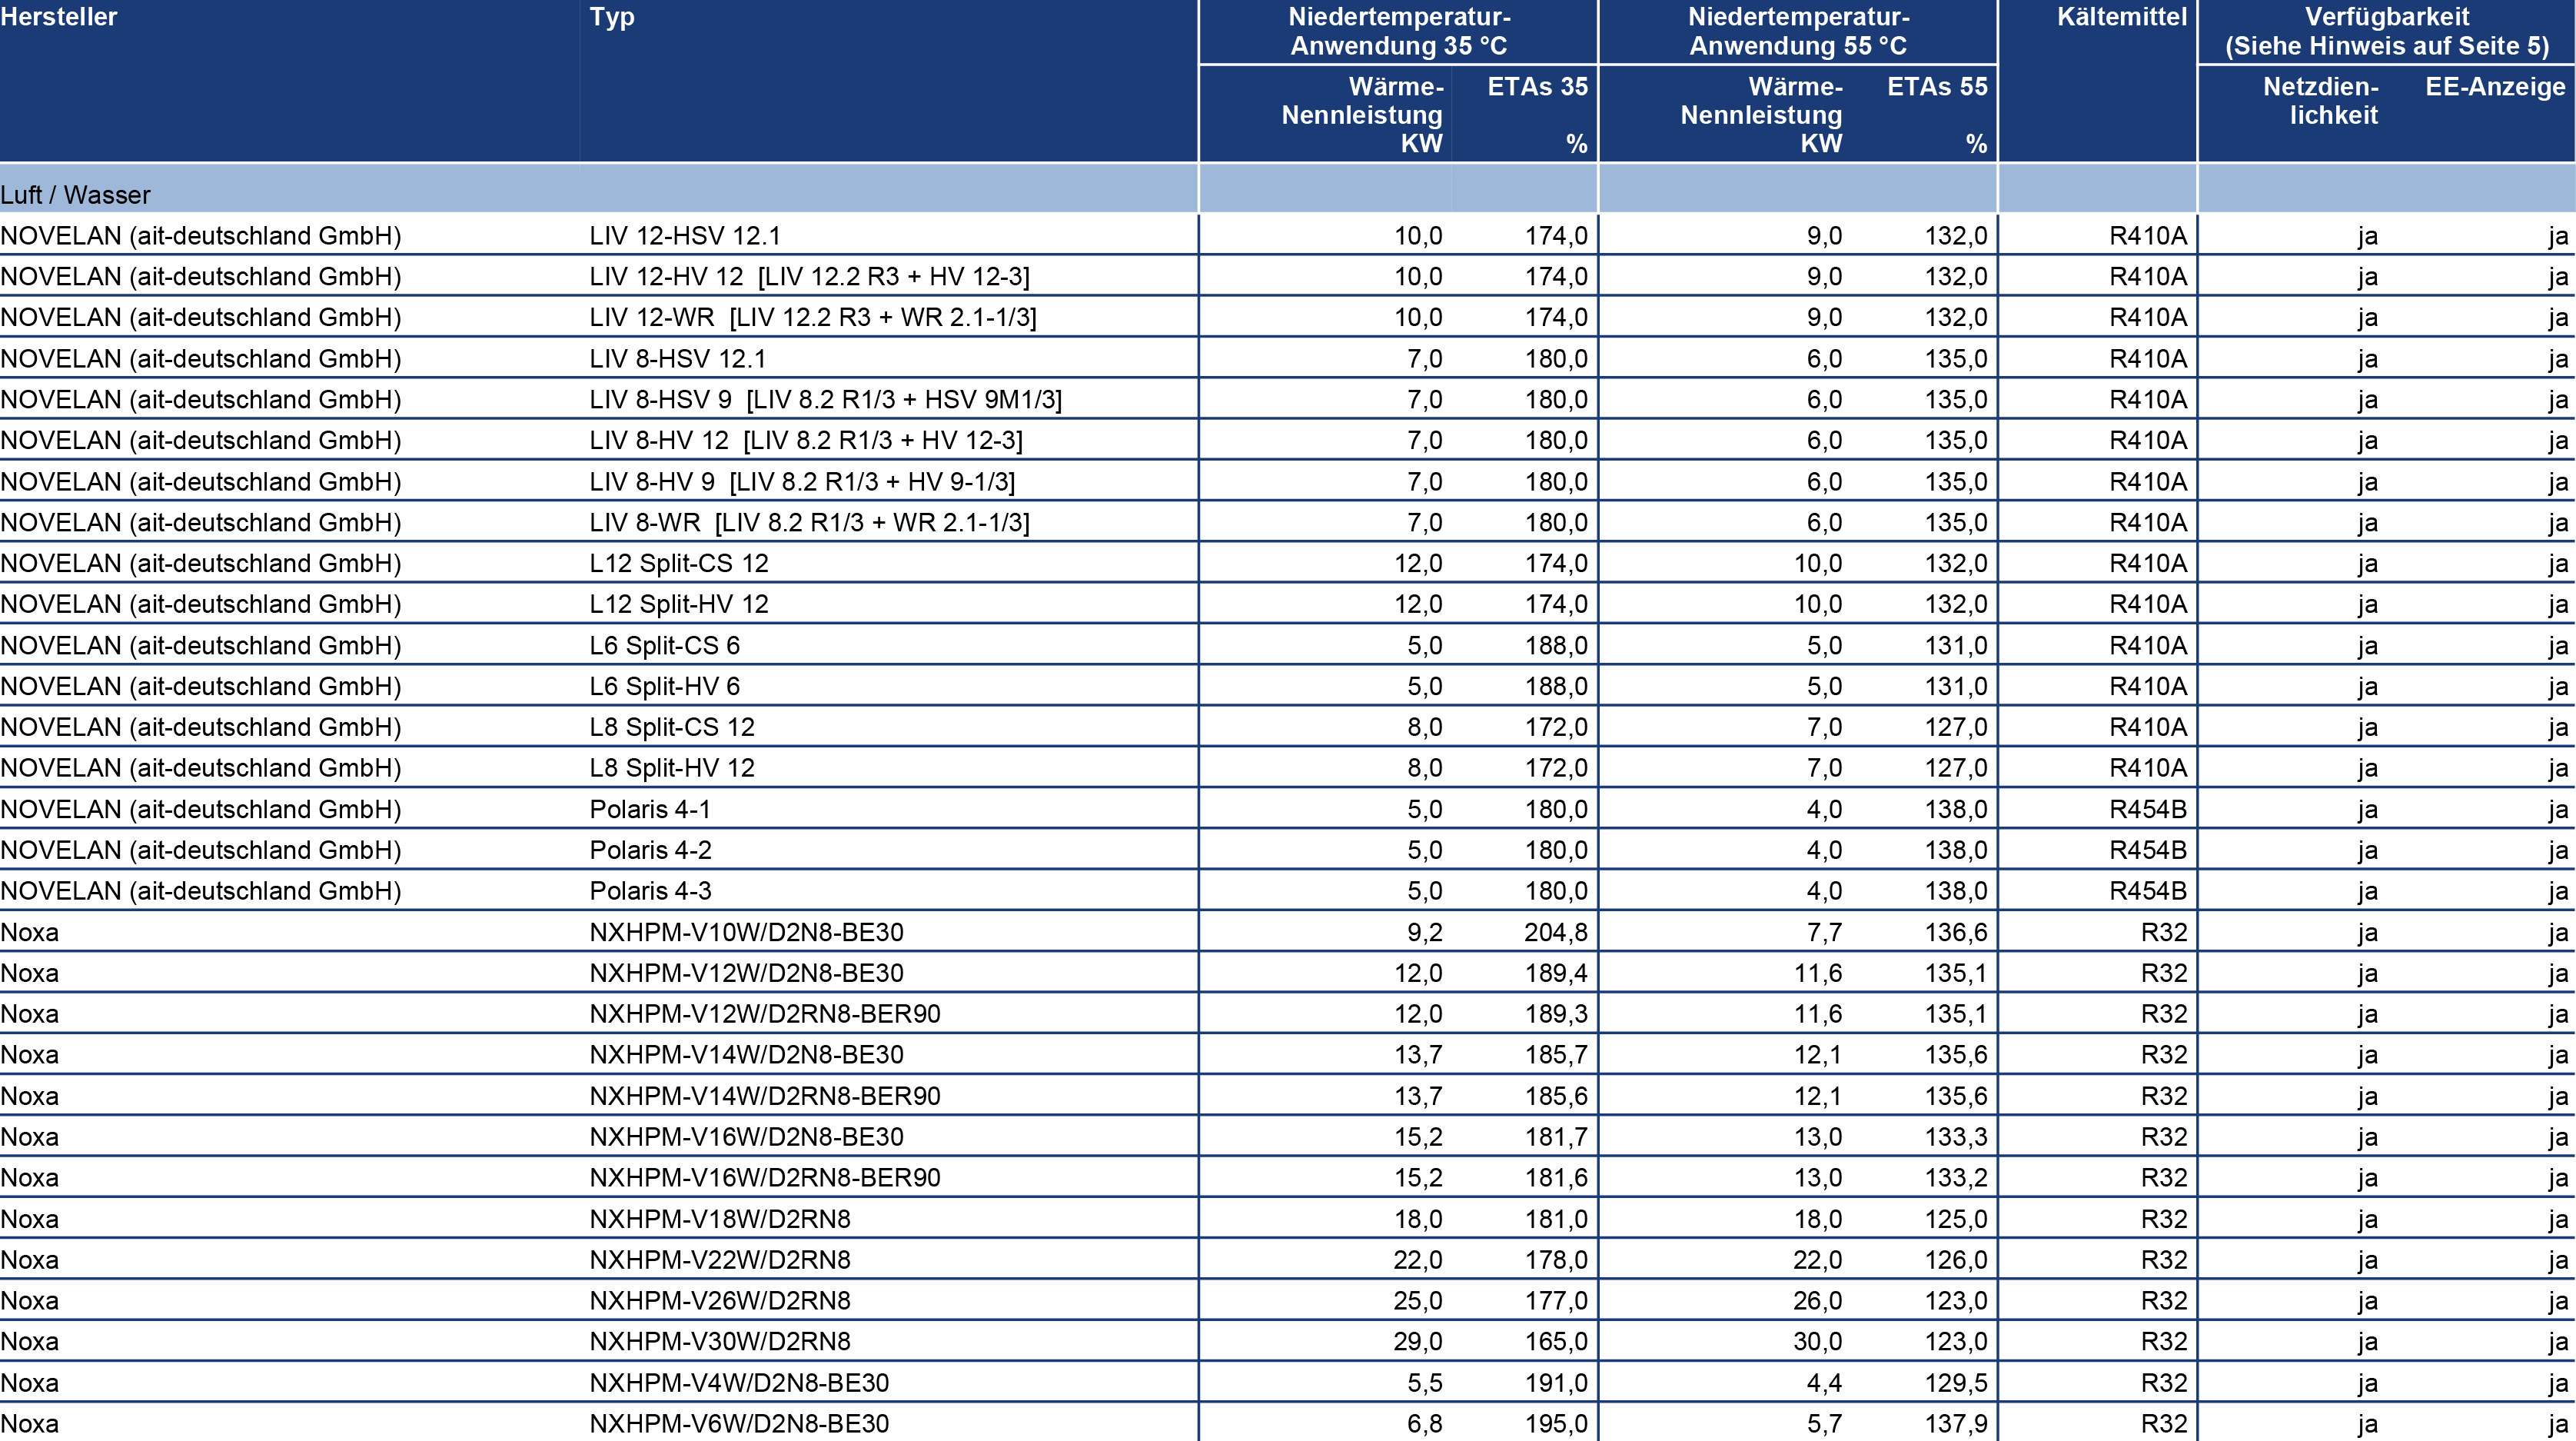 Hersteller Typ Niedertemperatur-Anwendung 35 °C Niedertemperatur-Anwendung 55 °C Kältemittel Verfügbarkeit (Siehe Hinweis auf Seite 5)
Wärme-Nennleistung KW ETAs 35 % Wärme-Nennleistung KW ETAs 55 % Netzdien-lichkeit EE-Anzeige
Luft / Wasser
NOVELAN (ait-deutschland GmbH) LIV 12-HSV 12.1 10,0 174,0 9,0 132,0 R410A ja ja
NOVELAN (ait-deutschland GmbH) LIV 12-HV 12 [LIV 12.2 R3 + HV 12-3] 10,0 174,0 9,0 132,0 R410A ja ja
NOVELAN (ait-deutschland GmbH) LIV 12-WR [LIV 12.2 R3 + WR 2.1-1/3] 10,0 174,0 9,0 132,0 R410A ja ja
NOVELAN (ait-deutschland GmbH) LIV 8-HSV 12.1 7,0 180,0 6,0 135,0 R410A ja ja
NOVELAN (ait-deutschland GmbH) LIV 8-HSV 9 [LIV 8.2 R1/3 + HSV 9M1/3] 7,0 180,0 6,0 135,0 R410A ja ja
NOVELAN (ait-deutschland GmbH) LIV 8-HV 12 [LIV 8.2 R1/3 + HV 12-3] 7,0 180,0 6,0 135,0 R410A ja ja
NOVELAN (ait-deutschland GmbH) LIV 8-HV 9 [LIV 8.2 R1/3 + HV 9-1/3] 7,0 180,0 6,0 135,0 R410A ja ja
NOVELAN (ait-deutschland GmbH) LIV 8-WR [LIV 8.2 R1/3 + WR 2.1-1/3] 7,0 180,0 6,0 135,0 R410A ja ja
NOVELAN (ait-deutschland GmbH) L12 Split-CS 12 12,0 174,0 10,0 132,0 R410A ja ja
NOVELAN (ait-deutschland GmbH) L12 Split-HV 12 12,0 174,0 10,0 132,0 R410A ja ja
NOVELAN (ait-deutschland GmbH) L6 Split-CS 6 5,0 188,0 5,0 131,0 R410A ja ja
NOVELAN (ait-deutschland GmbH) L6 Split-HV 6 5,0 188,0 5,0 131,0 R410A ja ja
NOVELAN (ait-deutschland GmbH) L8 Split-CS 12 8,0 172,0 7,0 127,0 R410A ja ja
NOVELAN (ait-deutschland GmbH) L8 Split-HV 12 8,0 172,0 7,0 127,0 R410A ja ja
NOVELAN (ait-deutschland GmbH) Polaris 4-1 5,0 180,0 4,0 138,0 R454B ja ja
NOVELAN (ait-deutschland GmbH) Polaris 4-2 5,0 180,0 4,0 138,0 R454B ja ja
NOVELAN (ait-deutschland GmbH) Polaris 4-3 5,0 180,0 4,0 138,0 R454B ja ja
Noxa NXHPM-V10W/D2N8-BE30 9,2 204,8 7,7 136,6 R32 ja ja
Noxa NXHPM-V12W/D2N8-BE30 12,0 189,4 11,6 135,1 R32 ja ja
Noxa NXHPM-V12W/D2RN8-BER90 12,0 189,3 11,6 135,1 R32 ja ja
Noxa NXHPM-V14W/D2N8-BE30 13,7 185,7 12,1 135,6 R32 ja ja
Noxa NXHPM-V14W/D2RN8-BER90 13,7 185,6 12,1 135,6 R32 ja ja
Noxa NXHPM-V16W/D2N8-BE30 15,2 181,7 13,0 133,3 R32 ja ja
Noxa NXHPM-V16W/D2RN8-BER90 15,2 181,6 13,0 133,2 R32 ja ja
Noxa NXHPM-V18W/D2RN8 18,0 181,0 18,0 125,0 R32 ja ja
Noxa NXHPM-V22W/D2RN8 22,0 178,0 22,0 126,0 R32 ja ja
Noxa NXHPM-V26W/D2RN8 25,0 177,0 26,0 123,0 R32 ja ja
Noxa NXHPM-V30W/D2RN8 29,0 165,0 30,0 123,0 R32 ja ja
Noxa NXHPM-V4W/D2N8-BE30 5,5 191,0 4,4 129,5 R32 ja ja
Noxa NXHPM-V6W/D2N8-BE30 6,8 195,0 5,7 137,9 R32 ja ja